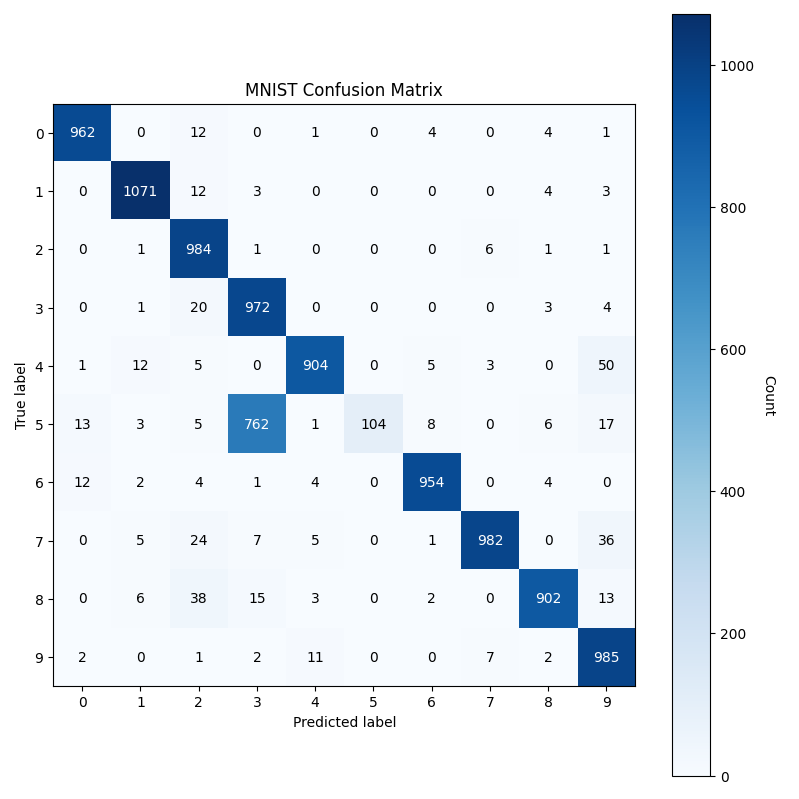 MNIST Confusion Matrix
0 962 0 12 0 1 0 4 0 4 1
1 0 1071 12 3 0 0 0 0 4 3
2 0 1 984 1 0 0 0 6 1 1
3 0 1 20 972 0 0 0 0 3 4
4 1 12 5 0 904 0 5 3 0 50
5 13 3 5 762 1 104 8 0 6 17
6 12 2 4 1 4 0 954 0 4 0
7 0 5 24 7 5 0 1 982 0 36
8 0 6 38 15 3 0 2 0 902 13
9 2 0 1 2 11 0 0 7 2 985
0 1 2 3 4 5 6 7 8 9
Predicted label
True label
1000
800
600
400
200
0
Count